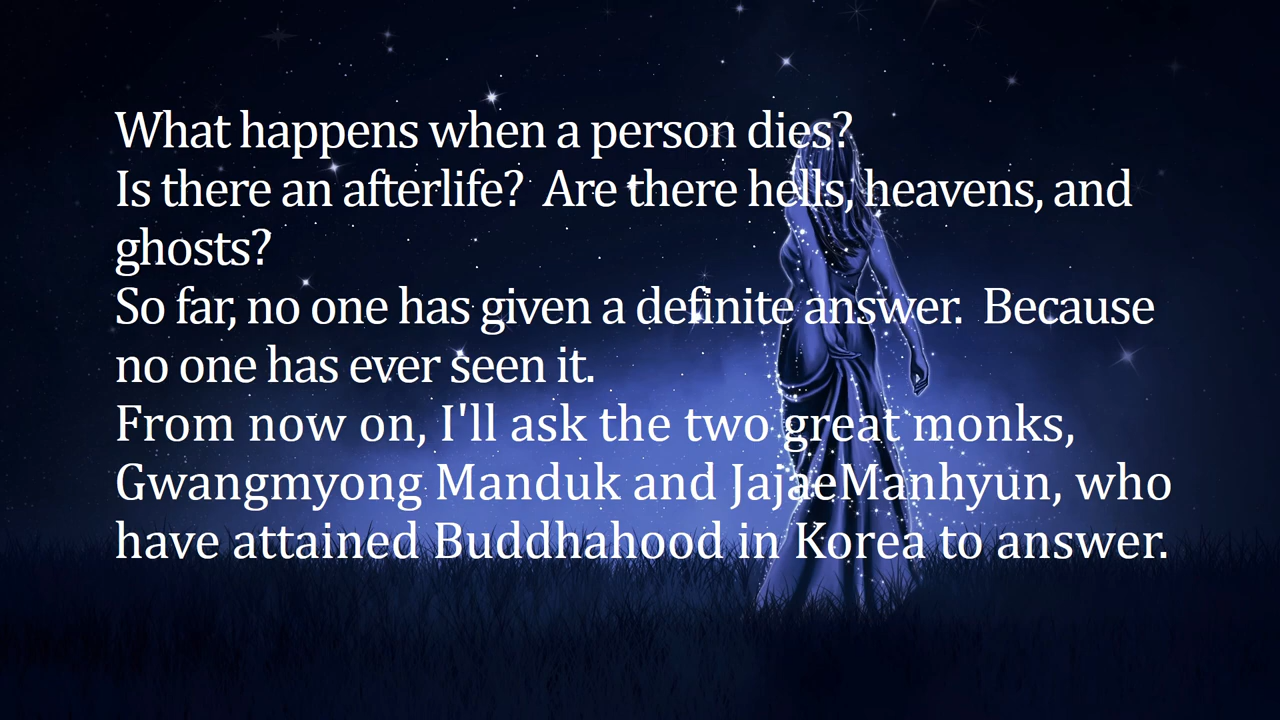 What happens when a person dies?
Is there an afterlife?  Are there hells, heavens, and
ghosts?
So far, no one has given a definite answer.  Because
no one has ever seen it.
From now on, I'll ask the two great monks,
Gwangmyong Manduk and JajaeManhyun, who
have attained Buddhahood in Korea to answer.